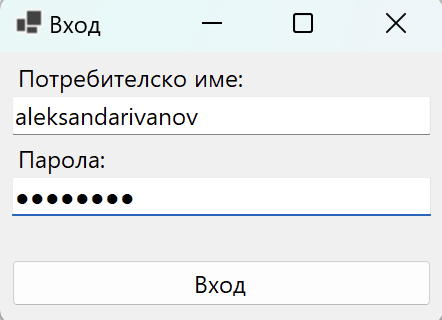 Вход
Потребителско име:
aleksandarivanov
Парола:
●●●●●●●●
Вход